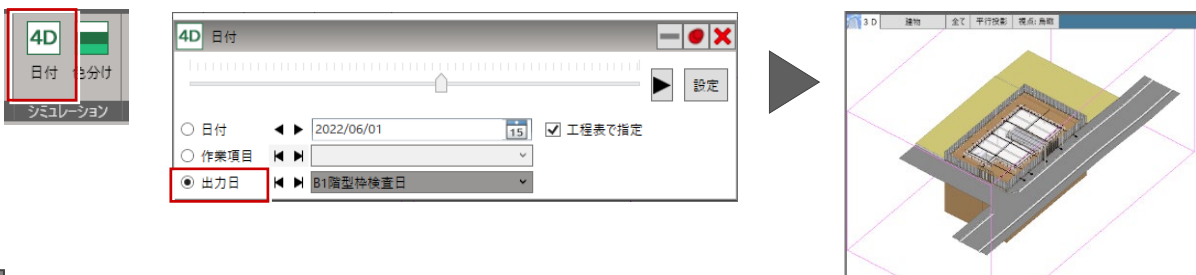 4D
日付
色分け
シミュレーション
4D 日付
設定
日付
2022/06/01
15
工程表で指定
作業項目
出力日
B1階型枠検査日
3D
建物
全て
平行投影
視点:鳥瞰